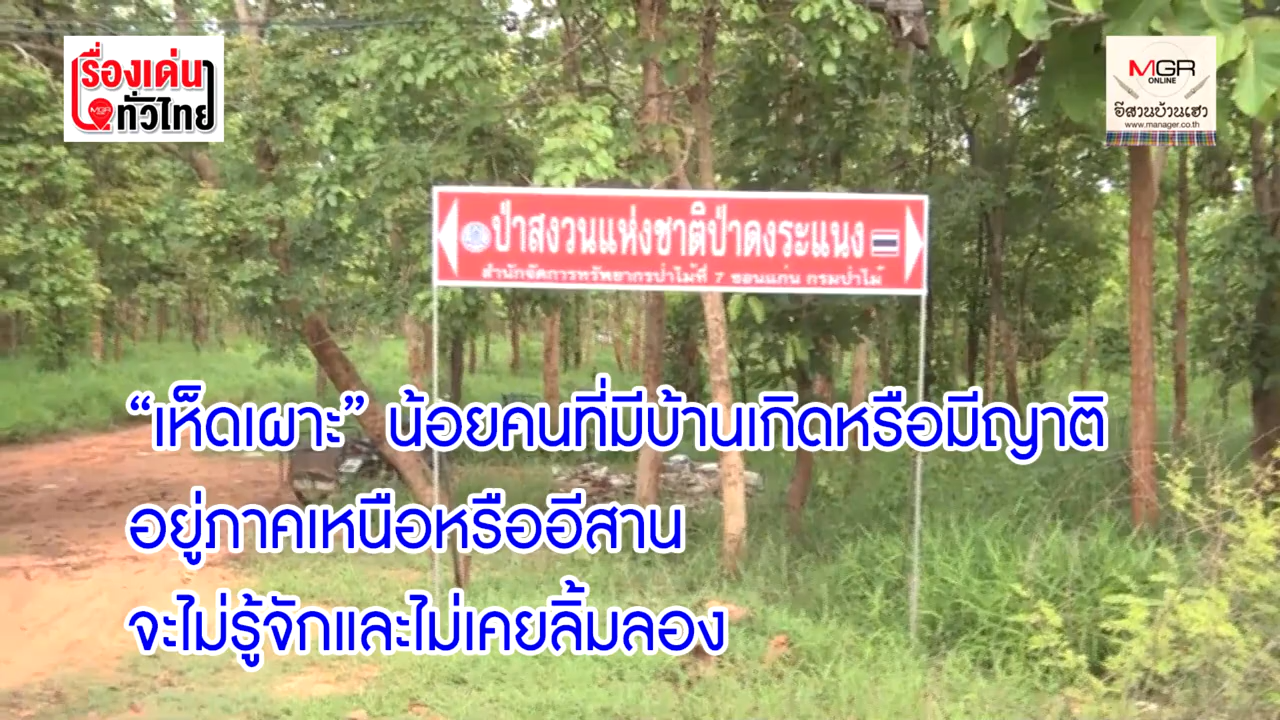 เรื่องเด่น
MGR
ทั่วไทย
MGR
ONLINE
อีสานบ้านเฮา
www.manager.co.th
ป่าสงวนแห่งชาติป่าดงระแนง
สำนักจัดการทรัพยากรป่าไม้ที่ 7 ขอนแก่น กรมป่าไม้
“เห็ดเผาะ” น้อยคนที่มีบ้านเกิดหรือมีญาติ
อยู่ภาคเหนือหรืออีสาน
จะไม่รู้จักและไม่เคยลิ้มลอง